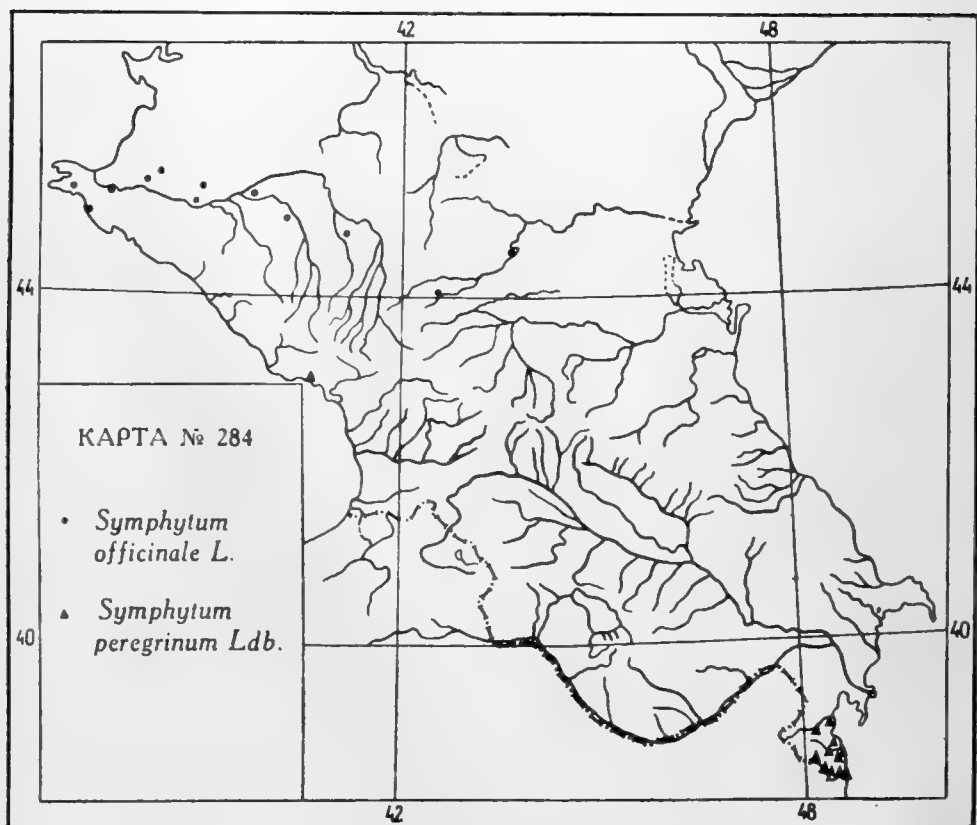 42 48
44 44
КАРТА № 284
Symphytum
officinale L.
Symphytum
peregrinum Ldb.
40 40
42 48